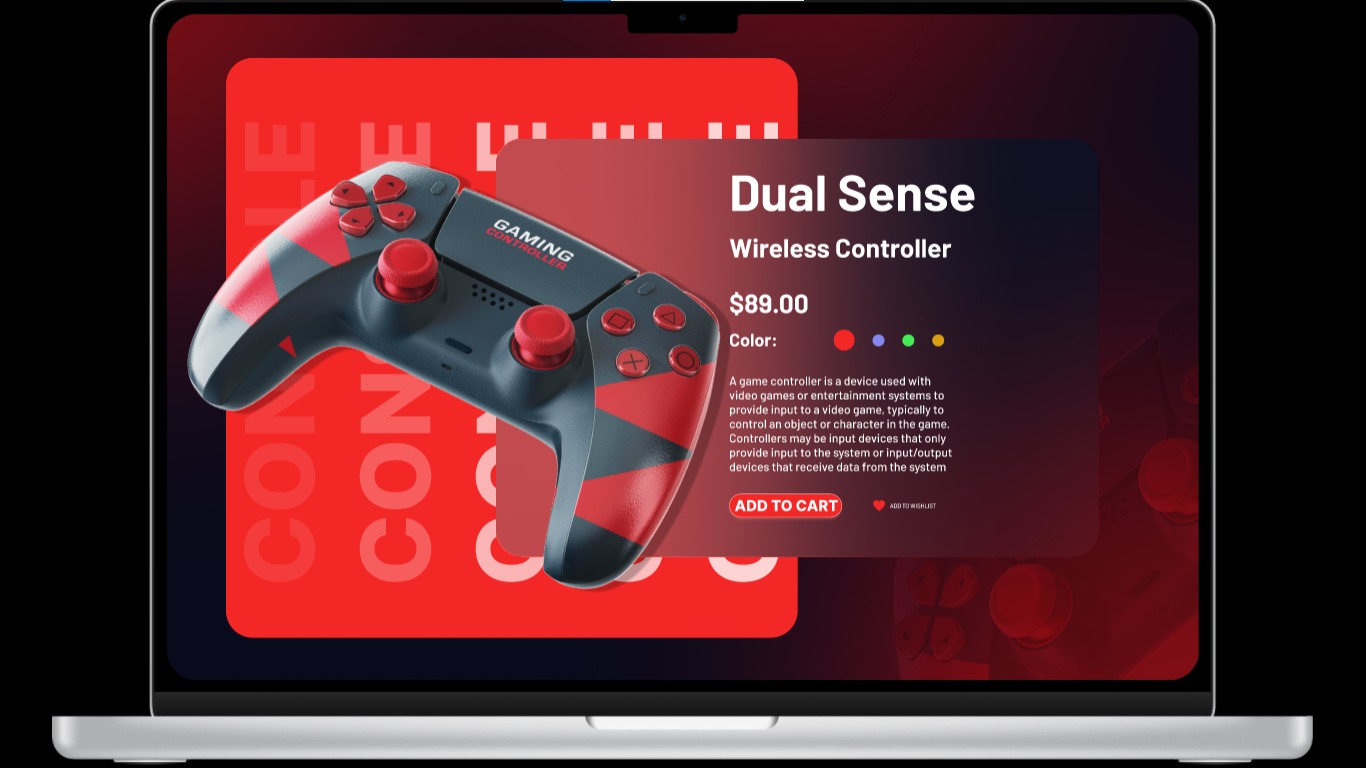 CONSOLE
CONSOLE
CONSOLE
GAMING
CONTROLLER
Dual Sense
Wireless Controller
$89.00
Color:
A game controller is a device used with
video games or entertainment systems to
provide input to a video game, typically to
control an object or character in the game.
Controllers may be input devices that only
provide input to the system or input/output
devices that receive data from the system
ADD TO CART
ADD TO WISHLIST